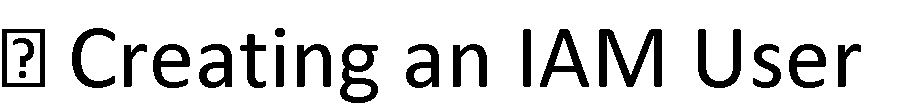 ⍰ Creating an IAM User